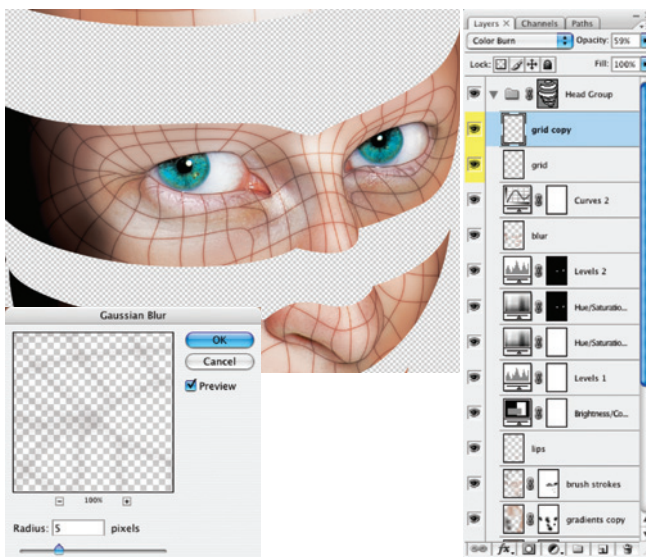 Layers × Channels Paths
Color Burn Opacity: 59%
Lock: Fill: 100%
Head Group
grid copy
grid
Curves 2
blur
Levels 2
Hue/Saturatio...
Hue/Saturatio...
Levels 1
Brightness/Co...
lips
brush strokes
gradients copy
Gaussian Blur
OK
Cancel
Preview
100%
Radius: 5 pixels